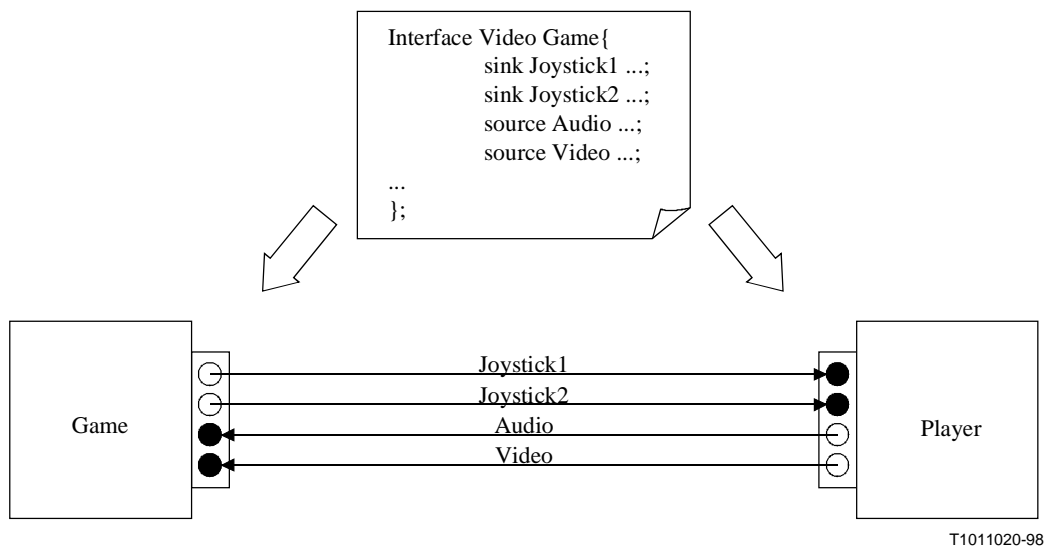 Interface Video Game{
sink Joystick1 ...;
sink Joystick2 ...;
source Audio ...;
source Video ...;
...
};
Joystick1
Joystick2
Audio
Video
Game
Player
T1011020-98